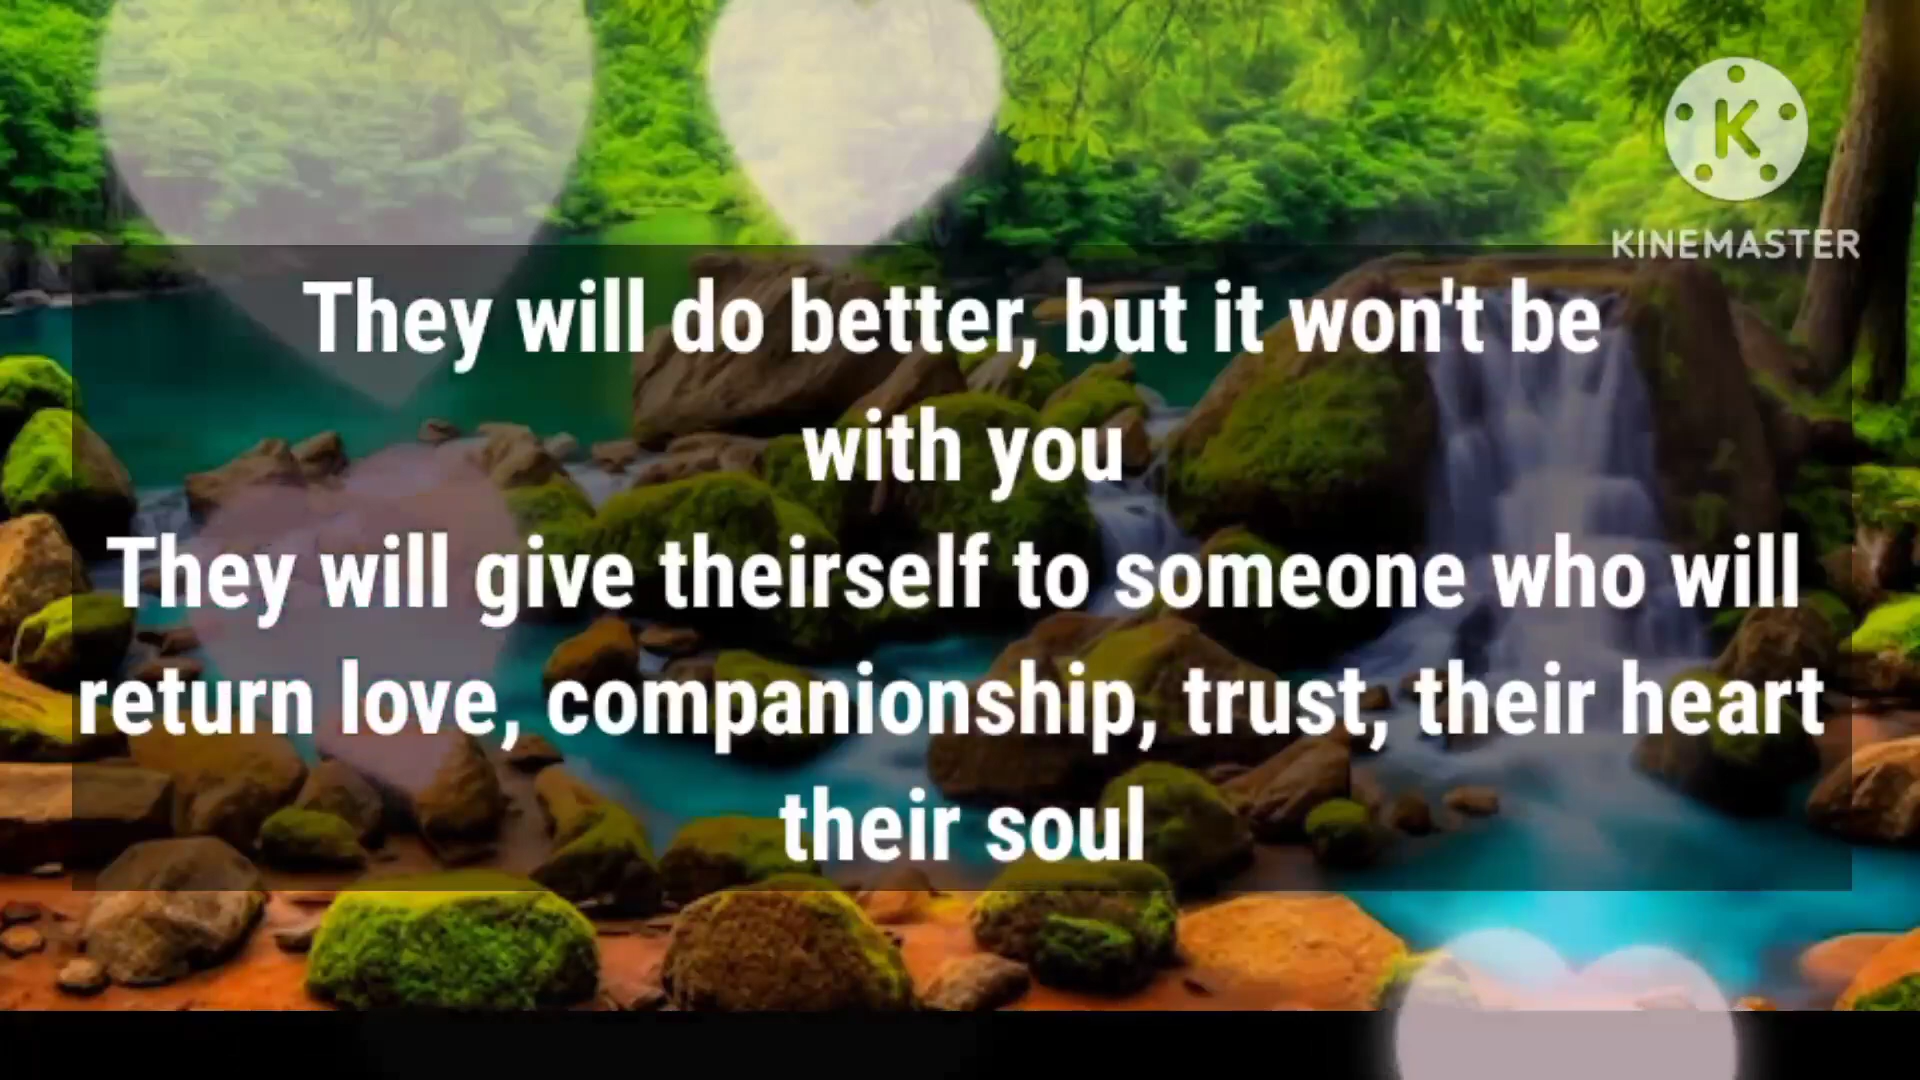 KINEMASTER
They will do better, but it won't be
with you
They will give theirself to someone who will
return love, companionship, trust, their heart
their soul